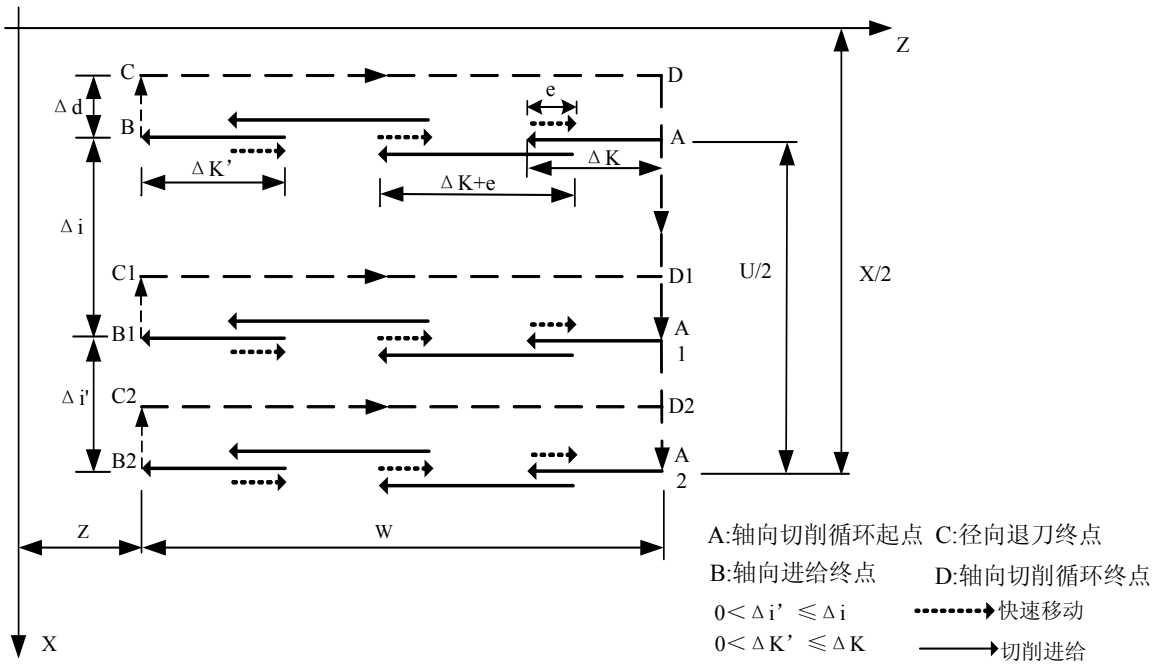 Z
C
D
e
Δd
B
A
ΔK
ΔK’
ΔK+e
Δi
C1
D1
U/2
X/2
B1
A
1
Δi'
C2
D2
B2
A
2
Z
W
A:轴向切削循环起点 C:径向退刀终点
B:轴向进给终点 D:轴向切削循环终点
0<Δi’≤Δi 快速移动
0<ΔK’≤ΔK 切削进给
X